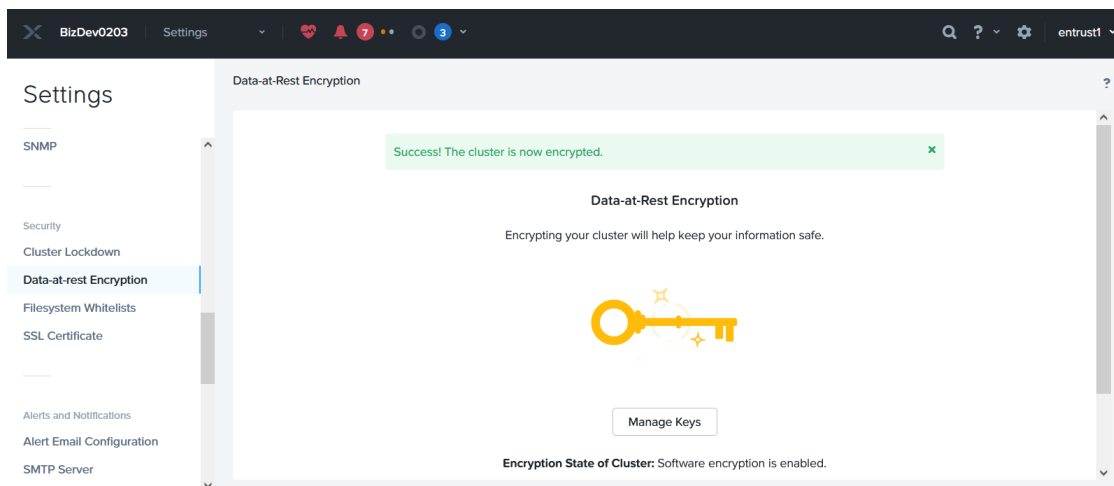 BizDev0203 Settings 7 3 ? entrust1
Settings
Data-at-Rest Encryption
?
SNMP
Security
Cluster Lockdown
Data-at-rest Encryption
Filesystem Whitelists
SSL Certificate
Alerts and Notifications
Alert Email Configuration
SMTP Server
Success! The cluster is now encrypted.
Data-at-Rest Encryption
Encrypting your cluster will help keep your information safe.
Manage Keys
Encryption State of Cluster: Software encryption is enabled.